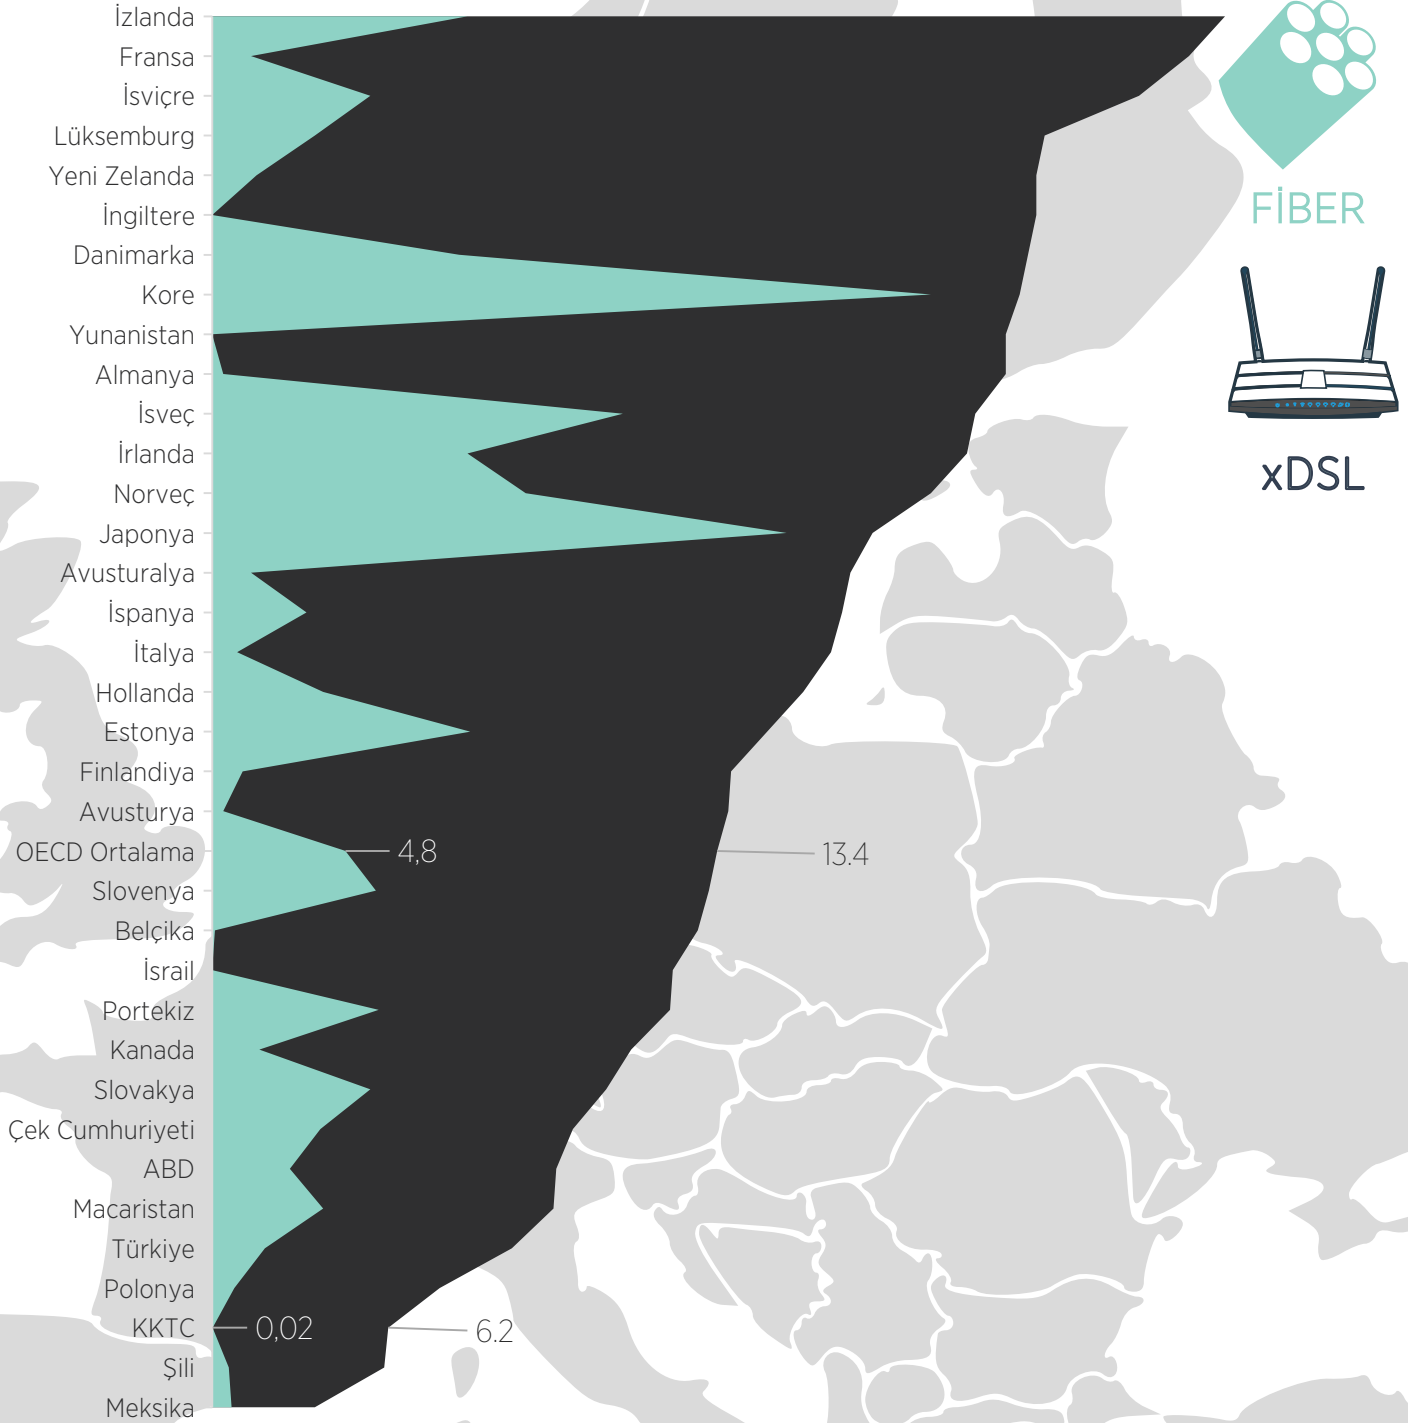 İzlanda
Fransa
İsviçre
Lüksemburg
Yeni Zelanda
İngiltere
Danimarka
Kore
Yunanistan
Almanya
İsveç
İrlanda
Norveç
Japonya
Avusturalya
İspanya
İtalya
Hollanda
Estonya
Finlandiya
Avusturya
OECD Ortalama 4,8 13.4
Slovenya
Belçika
İsrail
Portekiz
Kanada
Slovakya
Çek Cumhuriyeti
ABD
Macaristan
Türkiye
Polonya
KKTC 0,02 6.2
Şili
Meksika
FİBER
xDSL